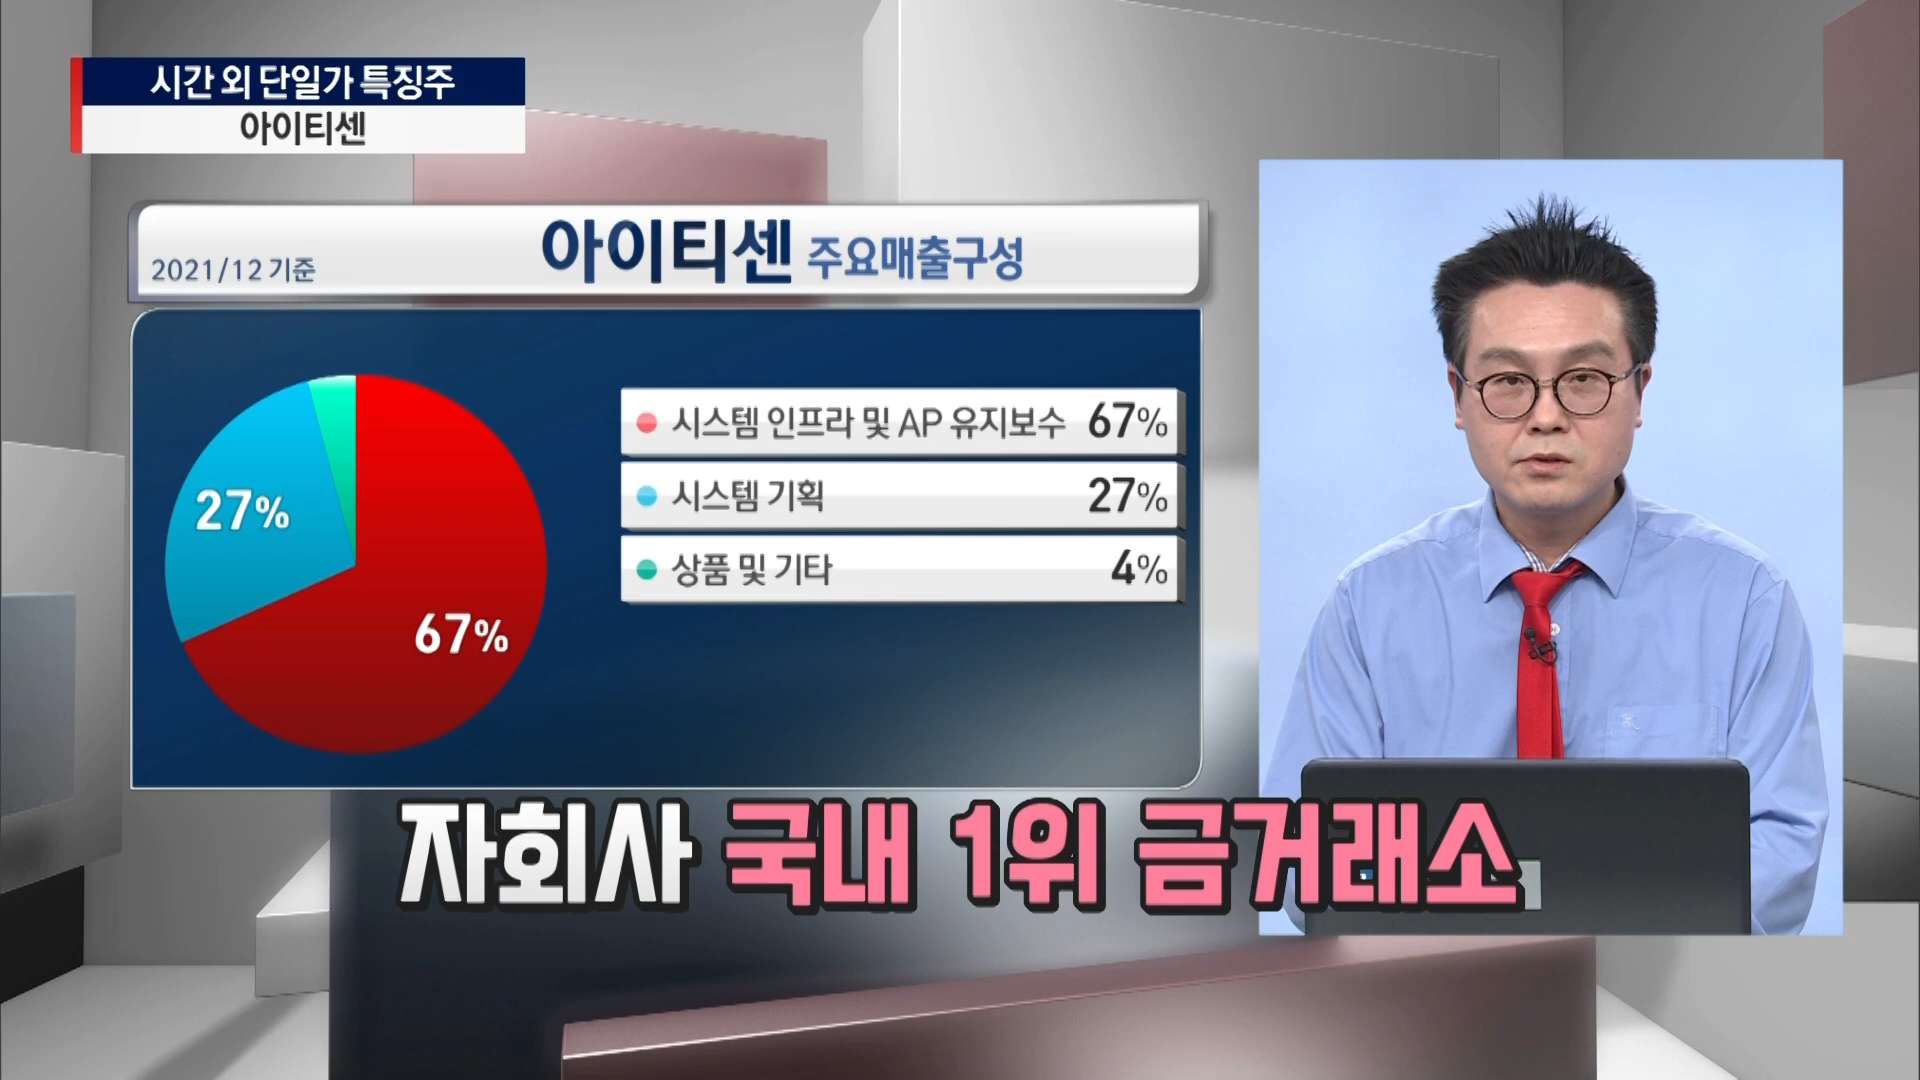 시간 외 단일가 특징주
아이티센
2021/12 기준
아이티센 주요매출구성
27%
67%
시스템 인프라 및 AP 유지보수 67%
시스템 기획 27%
상품 및 기타 4%
자회사 국내 1위 금거래소